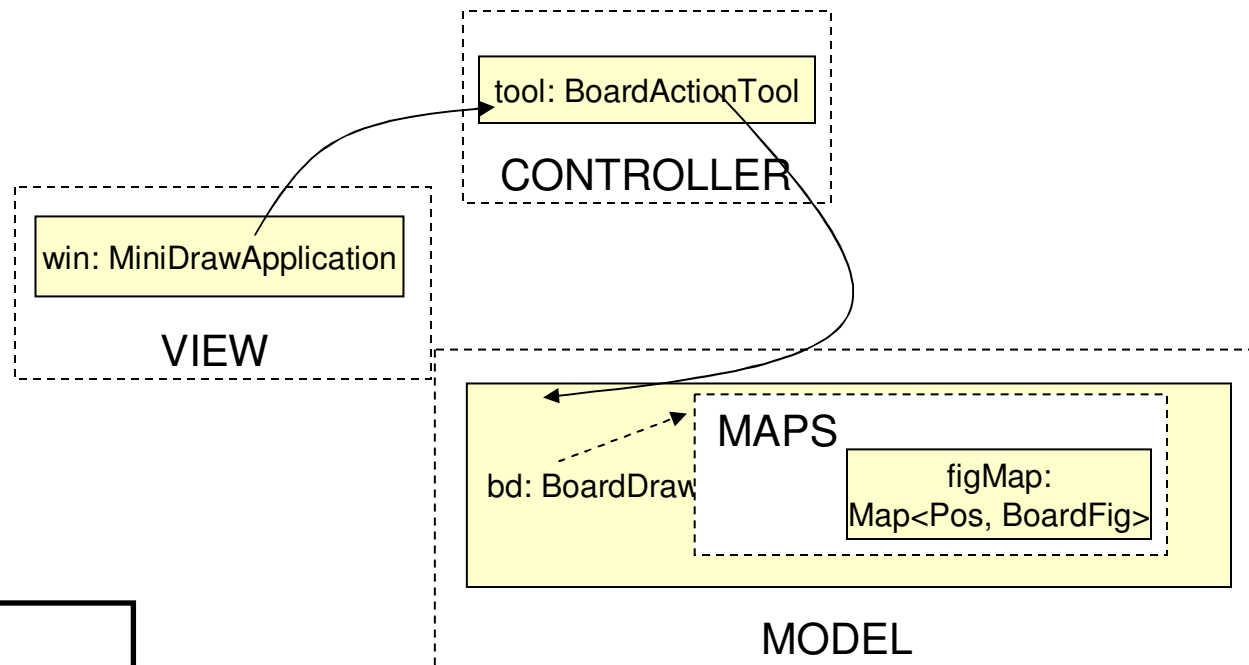 tool: BoardActionTool
CONTROLLER
win: MiniDrawApplication
VIEW
MAPS
figMap:
Map<Pos, BoardFig>
bd: BoardDraw
MODEL